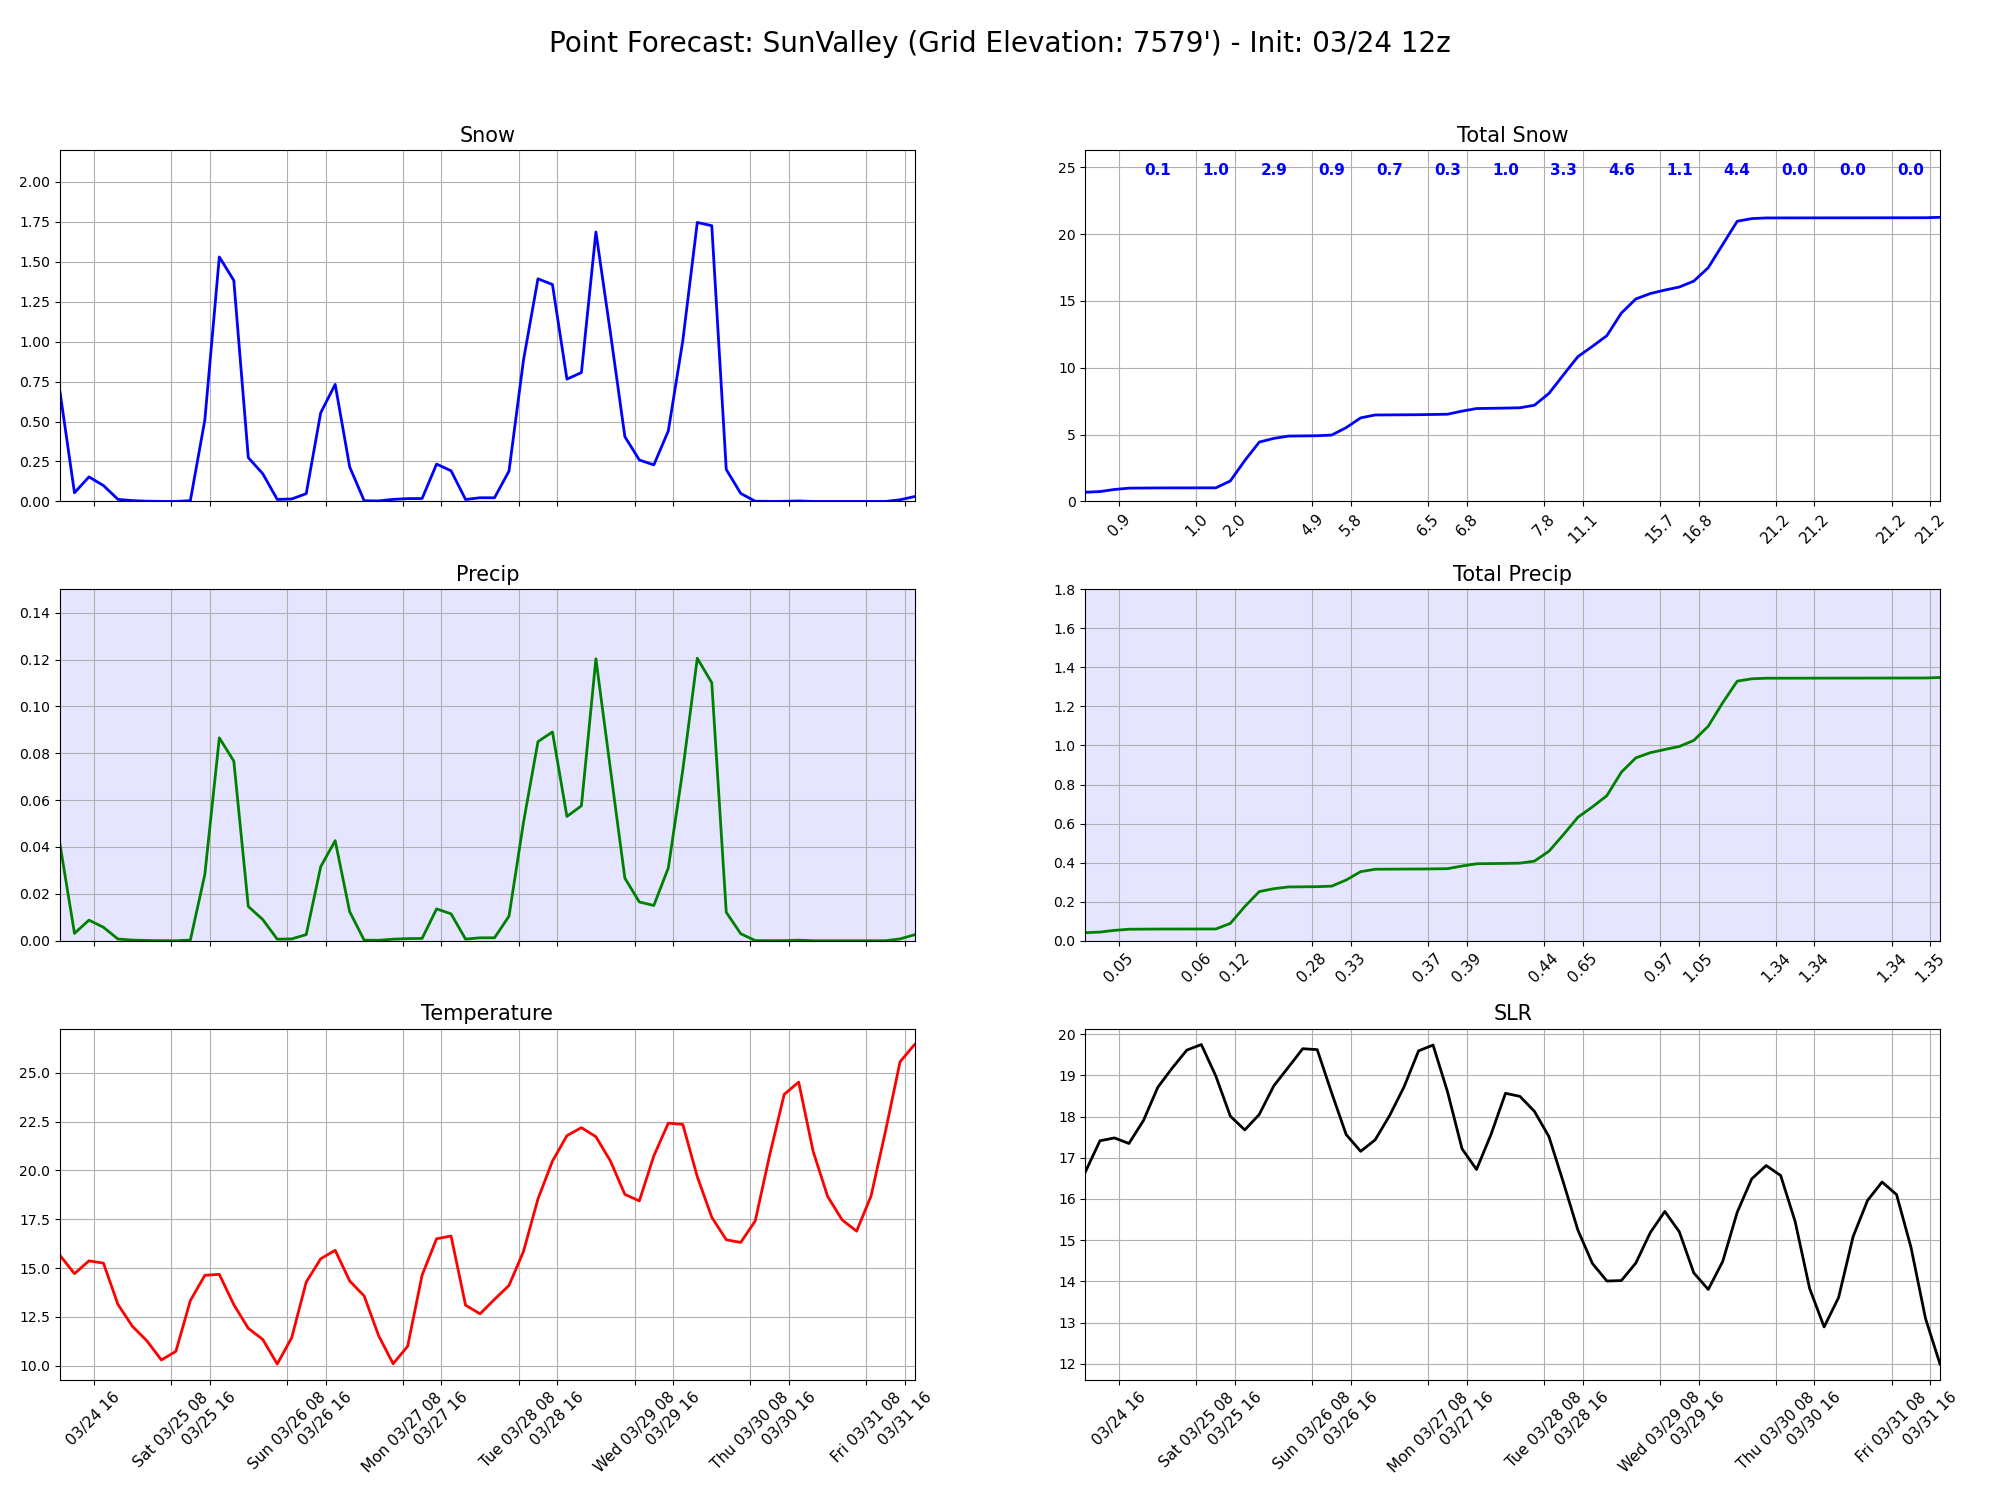 Point Forecast: SunValley (Grid Elevation: 7579') - Init: 03/24 12z
Snow
2.00
1.75
1.50
1.25
1.00
0.75
0.50
0.25
0.00
Total Snow
0.1 1.0 2.9 0.9 0.7 0.3 1.0 3.3 4.6 1.1 4.4 0.0 0.0 0.0
25
20
15
10
5
0
0.9 1.0 2.0 4.9 5.8 6.5 6.8 7.8 11.1 15.7 16.8 21.2 21.2 21.2 21.2
Precip
0.14
0.12
0.10
0.08
0.06
0.04
0.02
0.00
Total Precip
1.8
1.6
1.4
1.2
1.0
0.8
0.6
0.4
0.2
0.0
0.05 0.06 0.12 0.28 0.33 0.37 0.39 0.44 0.65 0.97 1.05 1.34 1.34 1.34 1.35
Temperature
25.0
22.5
20.0
17.5
15.0
12.5
10.0
03/24 16
Sat 03/25 08
03/25 16
Sun 03/26 08
03/26 16
Mon 03/27 08
03/27 16
Tue 03/28 08
03/28 16
Wed 03/29 08
03/29 16
Thu 03/30 08
03/30 16
Fri 03/31 08
03/31 16
SLR
20
19
18
17
16
15
14
13
12
03/24 16
Sat 03/25 08
03/25 16
Sun 03/26 08
03/26 16
Mon 03/27 08
03/27 16
Tue 03/28 08
03/28 16
Wed 03/29 08
03/29 16
Thu 03/30 08
03/30 16
Fri 03/31 08
03/31 16